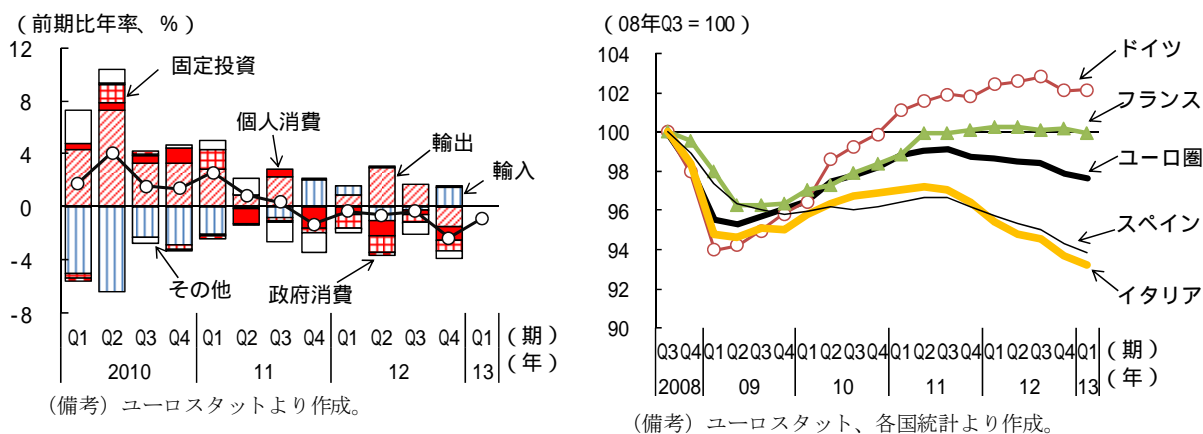 (前期比年率、%)
12
8
4
0
-4
-8
固定投資
個人消費
輸出
輸入
その他
政府消費
Q1 Q2 Q3 Q4 Q1 Q2 Q3 Q4 Q1 Q2 Q3 Q4 Q1 (期)
2010 11 12 13 (年)
(備考)ユーロスタットより作成。
(08年Q3=100)
104
102
100
98
96
94
92
90
ドイツ
フランス
ユーロ圏
スペイン
イタリア
Q3 Q4 Q1 Q2 Q3 Q4 Q1 Q2 Q3 Q4 Q1 Q2 Q3 Q4 Q1 Q2 Q3 Q4 Q1 (期)
2008 09 10 11 12 13 (年)
(備考)ユーロスタット、各国統計より作成。